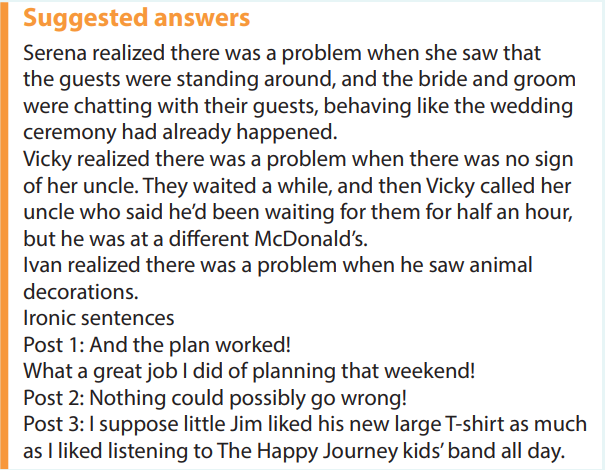 Suggested answers
Serena realized there was a problem when she saw that
the guests were standing around, and the bride and groom
were chatting with their guests, behaving like the wedding
ceremony had already happened.
Vicky realized there was a problem when there was no sign
of her uncle. They waited a while, and then Vicky called her
uncle who said he’d been waiting for them for half an hour,
but he was at a different McDonald’s.
Ivan realized there was a problem when he saw animal
decorations.
Ironic sentences
Post 1: And the plan worked!
What a great job I did of planning that weekend!
Post 2: Nothing could possibly go wrong!
Post 3: I suppose little Jim liked his new large T-shirt as much
as I liked listening to The Happy Journey kids’ band all day.